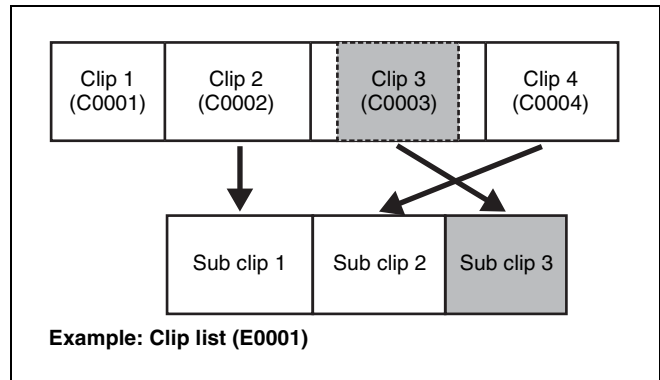 Clip 1
(C0001)
Clip 2
(C0002)
Clip 3
(C0003)
Clip 4
(C0004)
Sub clip 1
Sub clip 2
Sub clip 3
Example: Clip list (E0001)